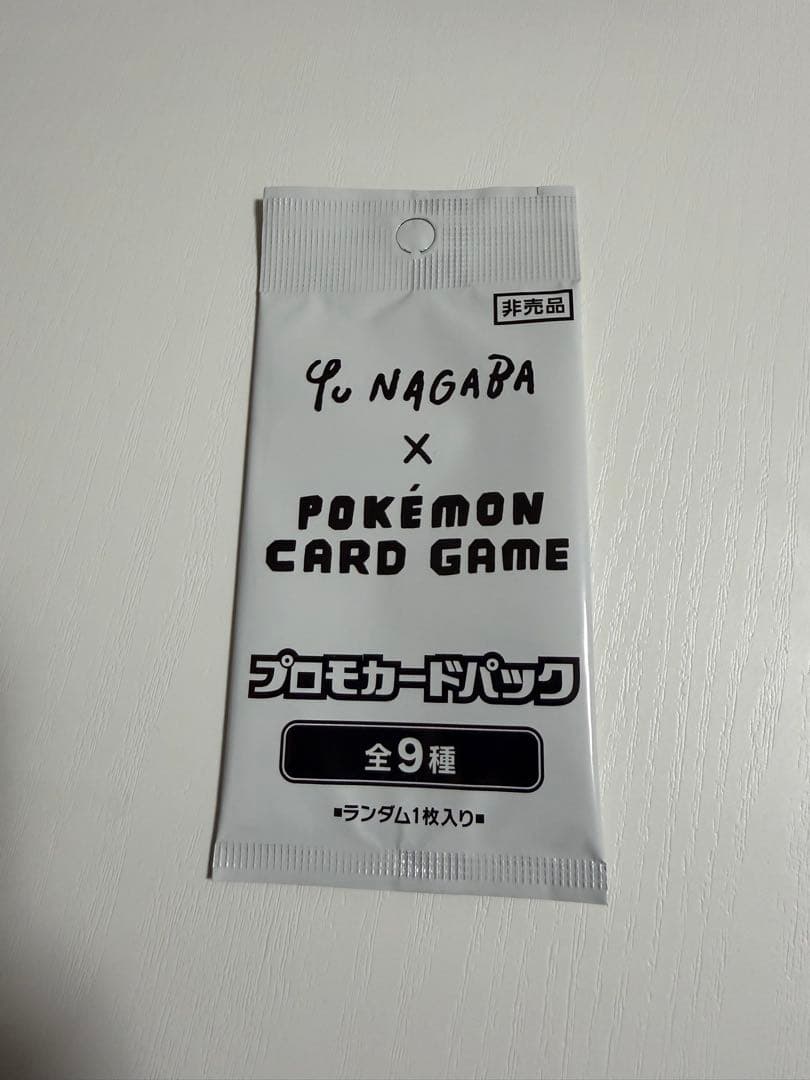 非売品
Yu NAGABA
×
POKÉMON
CARD GAME
プロモカードパック
全9種
■ランダム1枚入り■